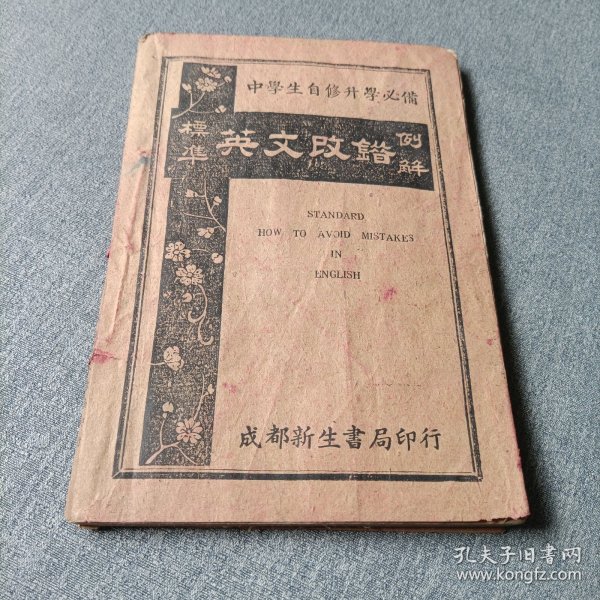 中學生自修升學必備
標準 英文改錯 例解
STANDARD
HOW TO AVOID MISTAKES
IN
ENGLISH
成都新生書局印行
孔夫子旧书网
www.kongfz.com